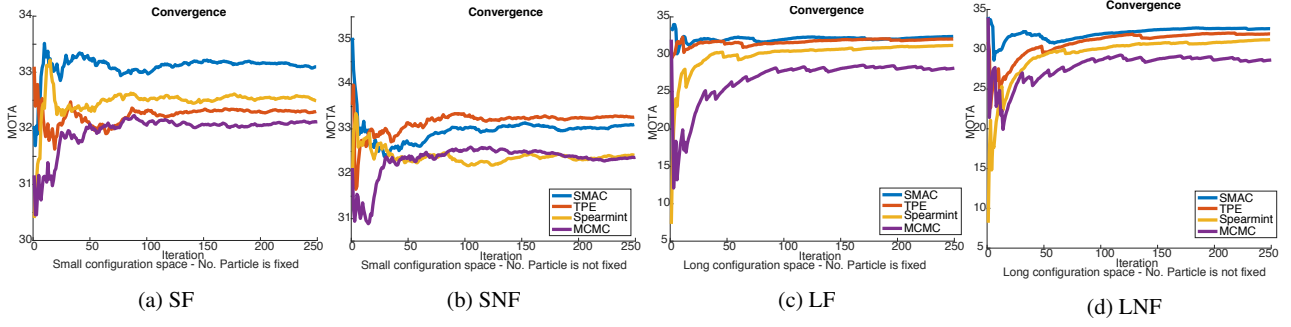 Convergence
34
33
32
31
30
MOTA
0
50
100
150
200
250
Iteration
Small configuration space - No. Particle is fixed
(a) SF
Convergence
36
35
34
33
32
31
MOTA
0
50
100
150
200
250
SMAC
TPE
Spearmint
MCMC
Iteration
Small configuration space - No. Particle is not fixed
(b) SNF
Convergence
35
30
25
20
15
10
5
MOTA
0
50
100
150
200
250
SMAC
TPE
Spearmint
MCMC
Iteration
Long configuration space - No. Particle is fixed
(c) LF
Convergence
35
30
25
20
15
10
5
MOTA
0
50
100
150
200
250
SMAC
TPE
Spearmint
MCMC
Iteration
Long configuration space - No. Particle is not fixed
(d) LNF